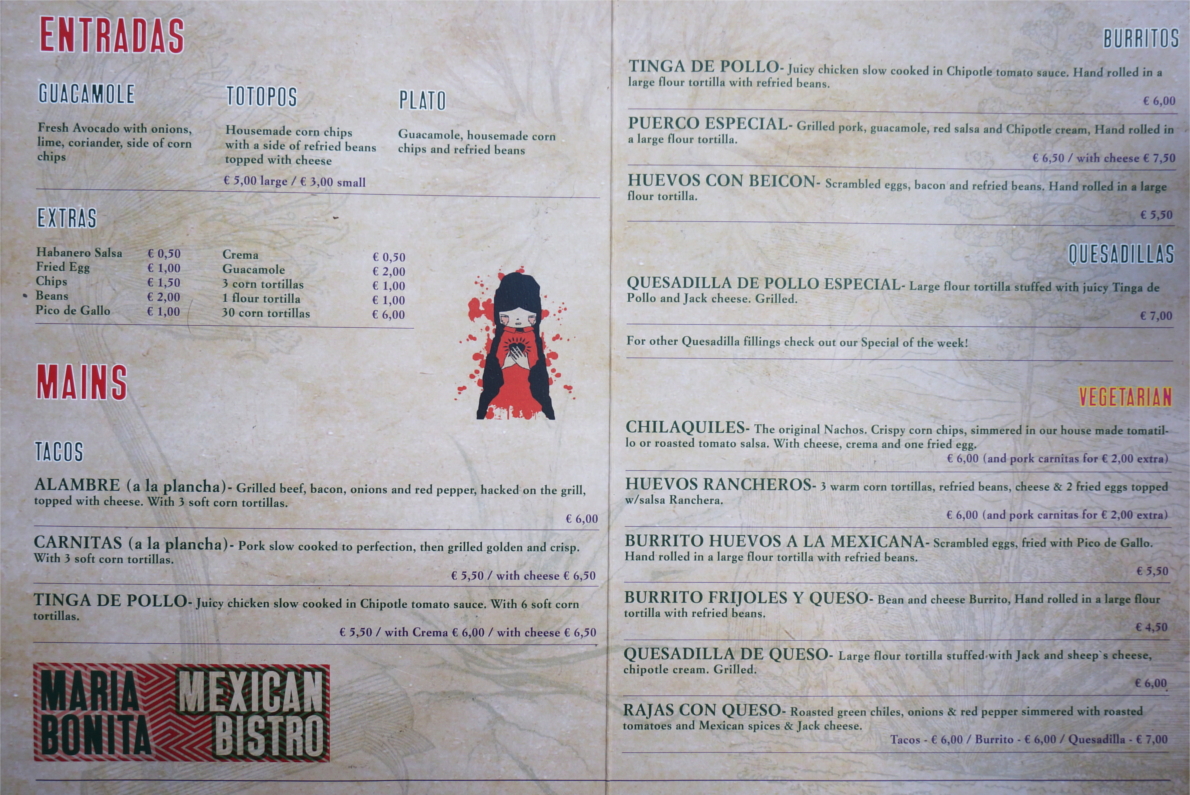 ENTRADAS
GUACAMOLE
Fresh Avocado with onions,
lime, coriander, side of corn
chips
TOTOPOS
Housemade corn chips
with a side of refried beans
topped with cheese
€ 5,00 large / € 3,00 small
PLATO
Guacamole, housemade corn
chips and refried beans
EXTRAS
Habanero Salsa € 0,50
Fried Egg € 1,00
Chips € 1,50
Beans € 2,00
Pico de Gallo € 1,00
Crema € 0,50
Guacamole € 2,00
3 corn tortillas € 1,00
1 flour tortilla € 1,00
30 corn tortillas € 6,00
MAINS
TACOS
ALAMBRE (a la plancha)- Grilled beef, bacon, onions and red pepper, hacked on the grill,
topped with cheese. With 3 soft corn tortillas.
€ 6,00
CARNITAS (a la plancha)- Pork slow cooked to perfection, then grilled golden and crisp.
With 3 soft corn tortillas.
€ 5,50 / with cheese € 6,50
TINGA DE POLLO- Juicy chicken slow cooked in Chipotle tomato sauce. With 6 soft corn
tortillas.
€ 5,50 / with Crema € 6,00 / with cheese € 6,50
MARIA
BONITA
MEXICAN
BISTRO
BURRITOS
TINGA DE POLLO- Juicy chicken slow cooked in Chipotle tomato sauce. Hand rolled in a
large flour tortilla with refried beans.
€ 6,00
PUERCO ESPECIAL- Grilled pork, guacamole, red salsa and Chipotle cream, Hand rolled in
a large flour tortilla.
€ 6,50 / with cheese € 7,50
HUEVOS CON BEICON- Scrambled eggs, bacon and refried beans, Hand rolled in a large
flour tortilla.
€ 5,50
QUESADILLAS
QUESADILLA DE POLLO ESPECIAL- Large flour tortilla stuffed with juicy Tinga de
Pollo and Jack cheese. Grilled.
€ 7,00
For other Quesadilla fillings check out our Special of the week!
VEGETARIAN
CHILAQUILES- The original Nachos. Crispy corn chips, simmered in our house made tomatil-
lo or roasted tomato salsa. With cheese, crema and one fried egg.
€ 6,00 (and pork carnitas for € 2,00 extra)
HUEVOS RANCHEROS- 3 warm corn tortillas, refried beans, cheese & 2 fried eggs topped
w/salsa Ranchera.
€ 6,00 (and pork carnitas for € 2,00 extra)
BURRITO HUEVOS A LA MEXICANA- Scrambled eggs, fried with Pico de Gallo.
Hand rolled in a large flour tortilla with refried beans.
€ 5,50
BURRITO FRIJOLES Y QUESO- Bean and cheese Burrito, Hand rolled in a large flour
tortilla with refried beans.
€ 4,50
QUESADILLA DE QUESO- Large flour tortilla stuffed-with Jack and sheep`s cheese,
chipotle cream. Grilled.
€ 6,00
RAJAS CON QUESO- Roasted green chiles, onions & red pepper simmered with roasted
tomatoes and Mexican spices & Jack cheese.
Tacos - € 6,00 / Burrito - € 6,00 / Quesadilla - € 7,00